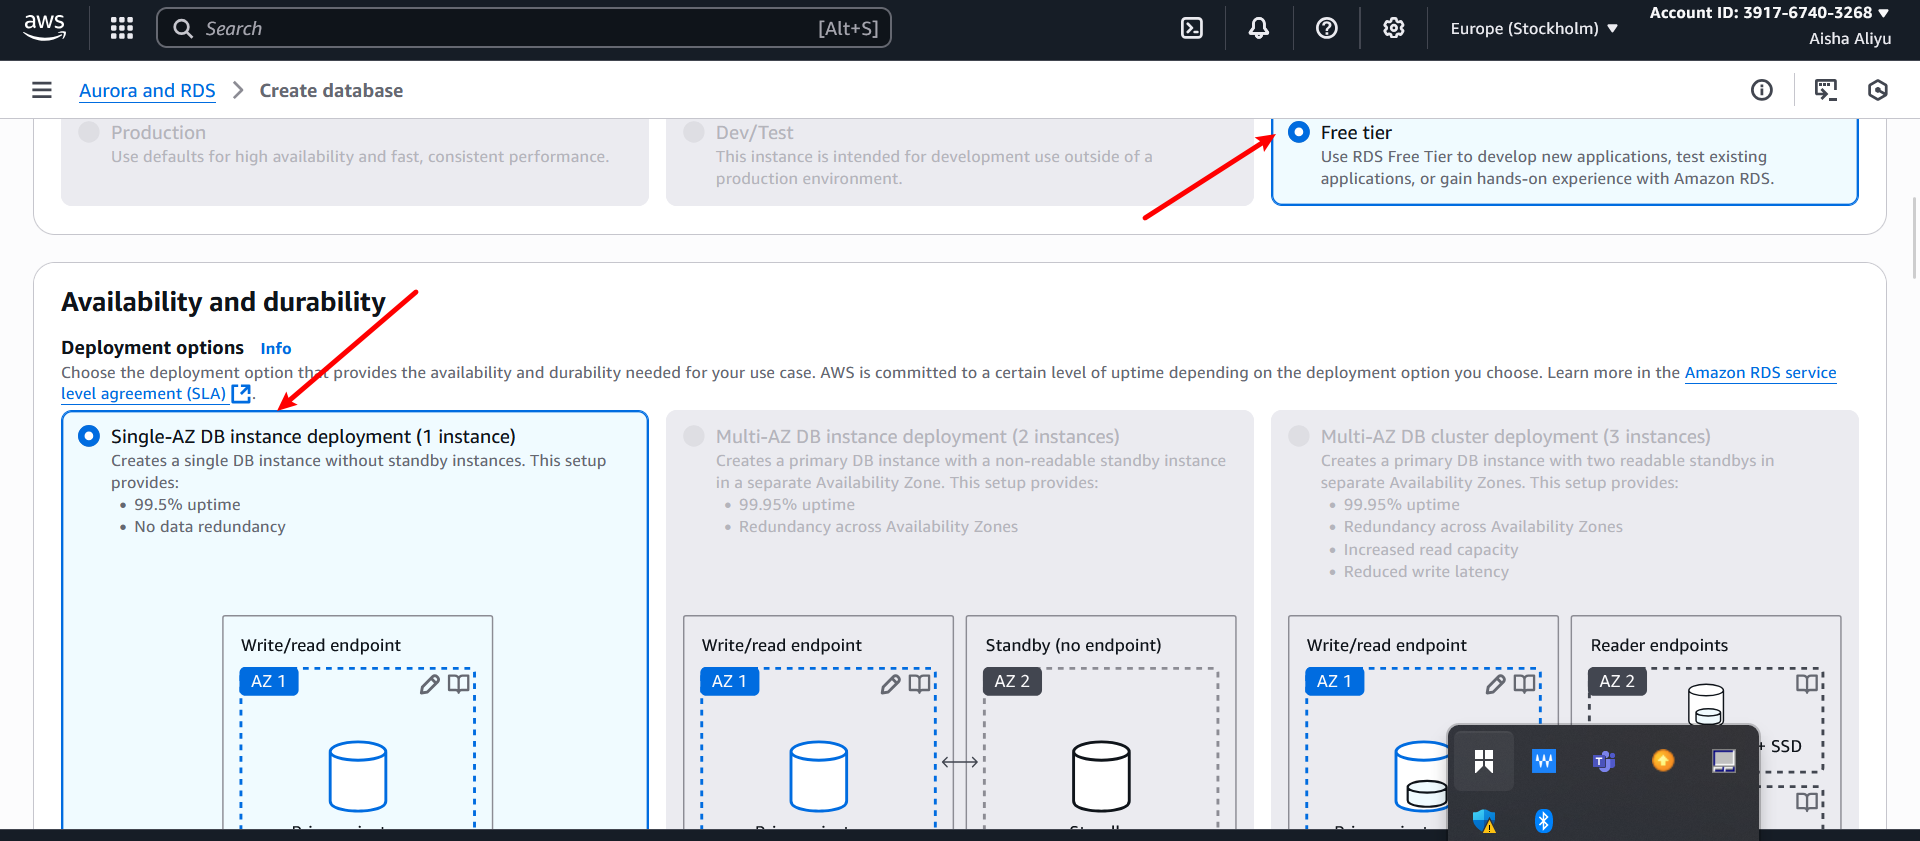 aws
Search
[Alt+S]
Europe (Stockholm)
Account ID: 3917-6740-3268
Aisha Aliyu
Aurora and RDS
Create database
Production
Use defaults for high availability and fast, consistent performance.
Dev/Test
This instance is intended for development use outside of a
production environment.
Free tier
Use RDS Free Tier to develop new applications, test existing
applications, or gain hands-on experience with Amazon RDS.
Availability and durability
Deployment options Info
Choose the deployment option that provides the availability and durability needed for your use case. AWS is committed to a certain level of uptime depending on the deployment option you choose. Learn more in the Amazon RDS service
level agreement (SLA).
Single-AZ DB instance deployment (1 instance)
Creates a single DB instance without standby instances. This setup
provides:
• 99.5% uptime
• No data redundancy
Write/read endpoint
AZ 1
Multi-AZ DB instance deployment (2 instances)
Creates a primary DB instance with a non-readable standby instance
in a separate Availability Zone. This setup provides:
• 99.95% uptime
• Redundancy across Availability Zones
Write/read endpoint
AZ 1
Standby (no endpoint)
AZ 2
Multi-AZ DB cluster deployment (3 instances)
Creates a primary DB instance with two readable standbys in
separate Availability Zones. This setup provides:
• 99.95% uptime
• Redundancy across Availability Zones
• Increased read capacity
• Reduced write latency
Write/read endpoint
AZ 1
Reader endpoints
AZ 2
+ SSD